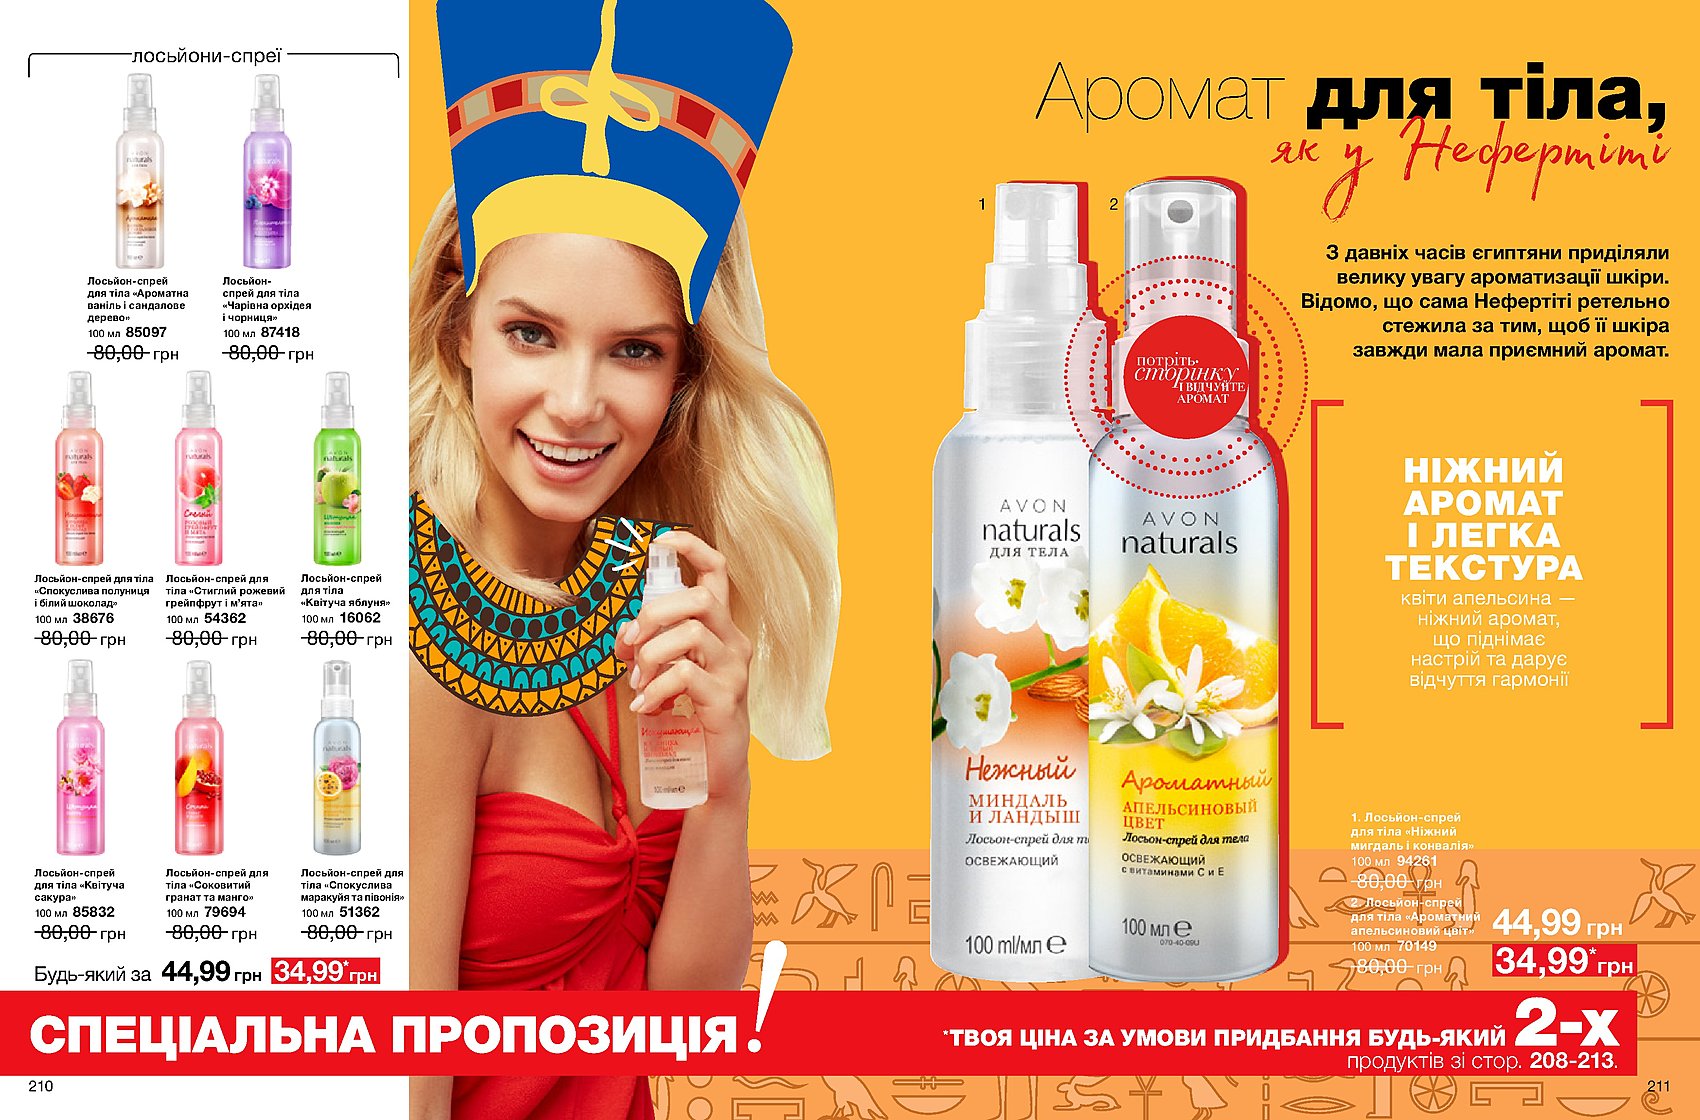 лосьйони-спреї
Лосьйон-спрей
для тіла «Ароматна
ваніль і сандалове
дерево»
100 мл 85097
80,00 грн
Лосьйон-
спрей для тіла
«Чарівна орхідея
і чорниця»
100 мл 87418
80,00 грн
Лосьйон-спрей для тіла
«Спокуслива полуниця
і білий шоколад»
100 мл 38676
80,00 грн
Лосьйон-спрей для
тіла «Стиглий рожевий
грейпфрут і м'ята»
100 мл 54362
80,00 грн
Лосьйон-спрей
для тіла
«Квітуча яблуня»
100 мл 16062
80,00 грн
Лосьйон-спрей
для тіла «Квітуча
сакура»
100 мл 85832
80,00 грн
Лосьйон-спрей для
тіла «Соковитий
гранат та манго»
100 мл 79694
80,00 грн
Лосьйон-спрей для
тіла «Спокуслива
маракуйя та півонія»
100 мл 51362
80,00 грн
Будь-який за 44,99 грн 34,99* грн
СПЕЦІАЛЬНА ПРОПОЗИЦІЯ!
210
Аромат для тіла,
як у Нефертіті
З давніх часів єгиптяни приділяли
велику увагу ароматизації шкіри.
Відомо, що сама Нефертіті ретельно
стежила за тим, щоб її шкіра
завжди мала приємний аромат.
1
2
ПОТРІТЬ
СТОРІНКУ
І ВІДЧУЙТЕ
АРОМАТ
AVON
naturals
ДЛЯ ТЕЛА
Нежный
МИНДАЛЬ
И ЛАНДЫШ
Лосьон-спрей для т
ОСВЕЖАЮЩИЙ
100 ml/мл e
AVON
naturals
Ароматный
АПЕЛЬСИНОВЫЙ
ЦВЕТ
Лосьон-спрей для тела
ОСВЕЖАЮЩИЙ
с витаминами С и Е
100 мл e
НІЖНИЙ
АРОМАТ
І ЛЕГКА
ТЕКСТУРА
квіти апельсина —
ніжний аромат,
що піднімає
настрій та дарує
відчуття гармонії
1. Лосьйон-спрей
для тіла «Ніжний
мигдаль і конвалія»
100 мл 94261
80,00 грн
2. Лосьйон-спрей
для тіла «Ароматний
апельсиновий цвіт»
100 мл 70149
80,00 грн
44,99 грн
34,99* грн
*ТВОЯ ЦІНА ЗА УМОВИ ПРИДБАННЯ БУДЬ-ЯКИЙ 2-х
продуктів зі стор. 208-213.
211